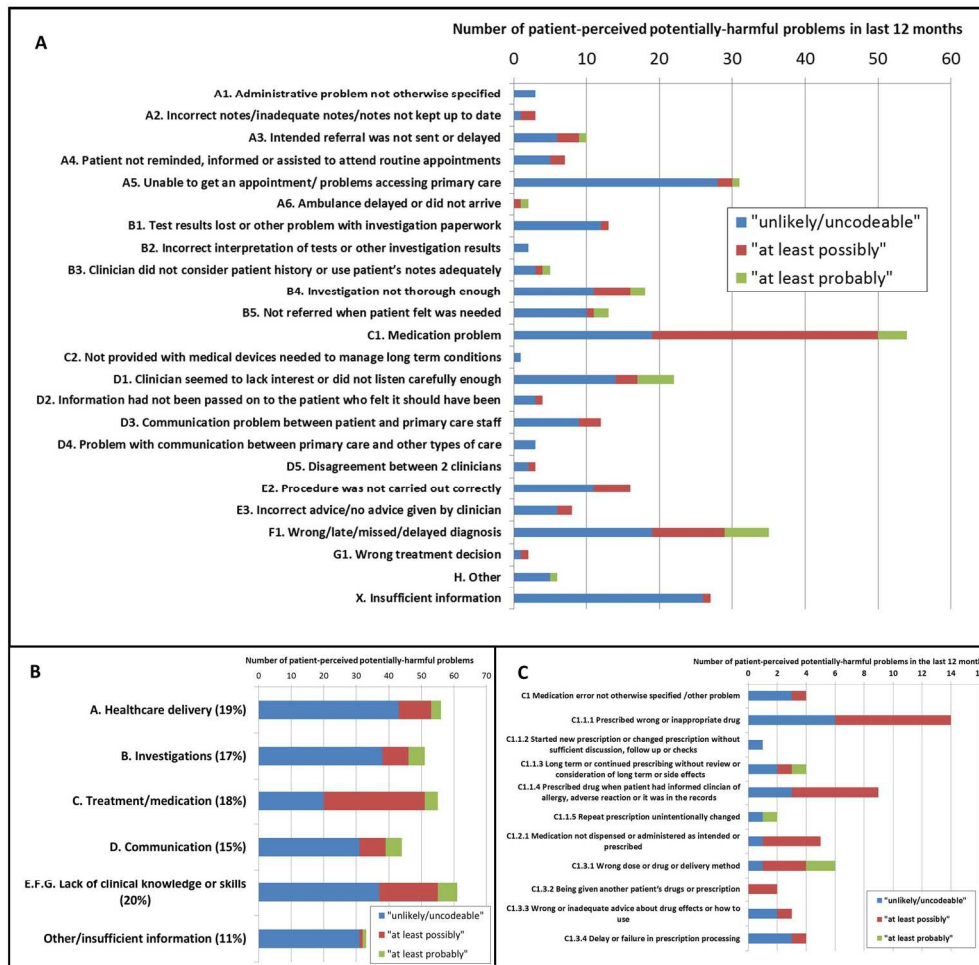 A
Number of patient-perceived potentially-harmful problems in last 12 months
0 10 20 30 40 50 60
A1. Administrative problem not otherwise specified
A2. Incorrect notes/inadequate notes/notes not kept up to date
A3. Intended referral was not sent or delayed
A4. Patient not reminded, informed or assisted to attend routine appointments
A5. Unable to get an appointment/ problems accessing primary care
A6. Ambulance delayed or did not arrive
B1. Test results lost or other problem with investigation paperwork
B2. Incorrect interpretation of tests or other investigation results
B3. Clinician did not consider patient history or use patient's notes adequately
B4. Investigation not thorough enough
B5. Not referred when patient felt was needed
C1. Medication problem
C2. Not provided with medical devices needed to manage long term conditions
D1. Clinician seemed to lack interest or did not listen carefully enough
D2. Information had not been passed on to the patient who felt it should have been
D3. Communication problem between patient and primary care staff
D4. Problem with communication between primary care and other types of care
D5. Disagreement between 2 clinicians
E2. Procedure was not carried out correctly
E3. Incorrect advice/no advice given by clinician
F1. Wrong/late/missed/delayed diagnosis
G1. Wrong treatment decision
H. Other
X. Insufficient information
"unlikely/uncodeable"
"at least possibly"
"at least probably"
B
Number of patient-perceived potentially-harmful problems
0 10 20 30 40 50 60 70
A. Healthcare delivery (19%)
B. Investigations (17%)
C. Treatment/medication (18%)
D. Communication (15%)
E.F.G. Lack of clinical knowledge or skills
(20%)
Other/insufficient information (11%)
"unlikely/uncodeable"
"at least possibly"
"at least probably"
C
Number of patient-perceived potentially-harmful problems in the last 12 month
0 2 4 6 8 10 12 14
C1 Medication error not otherwise specified /other problem
C1.1.1 Prescribed wrong or inappropriate drug
C1.1.2 Started new prescription or changed prescription without
sufficient discussion, follow up or checks
C1.1.3 Long term or continued prescribing without review or
consideration of long term or side effects
C1.1.4 Prescribed drug when patient had informed clincian of
allergy, adverse reaction or it was in the records
C1.1.5 Repeat prescription unintentionally changed
C1.2.1 Medication not dispensed or administered as intended or
prescribed
C1.3.1 Wrong dose or drug or delivery method
C1.3.2 Being given another patient's drugs or prescription
C1.3.3 Wrong or inadequate advice about drug effects or how to
use
C1.3.4 Delay or failure in prescription processing
"unlikely/uncodeable"
"at least possibly"
"at least probably"